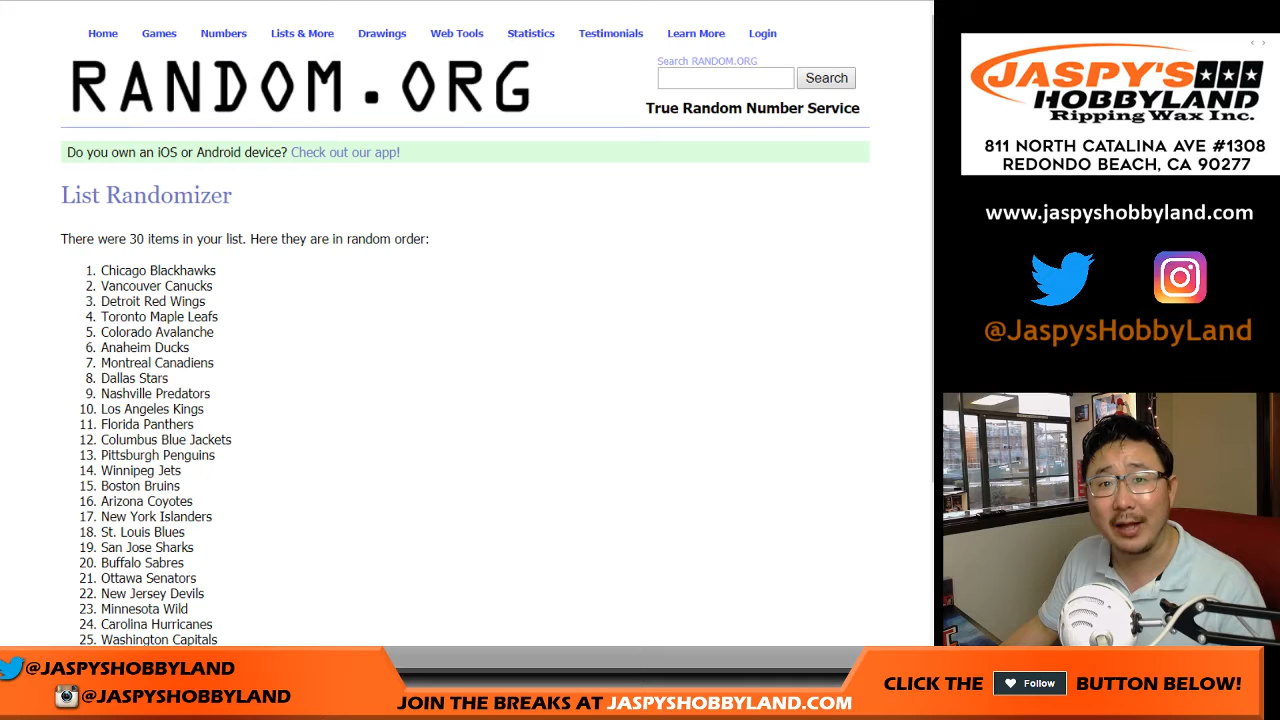 Home Games Numbers Lists & More Drawings Web Tools Statistics Testimonials Learn More Login
RANDOM.ORG
Search RANDOM.ORG
Search
True Random Number Service
Do you own an iOS or Android device? Check out our app!
List Randomizer
There were 30 items in your list. Here they are in random order:
1. Chicago Blackhawks
2. Vancouver Canucks
3. Detroit Red Wings
4. Toronto Maple Leafs
5. Colorado Avalanche
6. Anaheim Ducks
7. Montreal Canadiens
8. Dallas Stars
9. Nashville Predators
10. Los Angeles Kings
11. Florida Panthers
12. Columbus Blue Jackets
13. Pittsburgh Penguins
14. Winnipeg Jets
15. Boston Bruins
16. Arizona Coyotes
17. New York Islanders
18. St. Louis Blues
19. San Jose Sharks
20. Buffalo Sabres
21. Ottawa Senators
22. New Jersey Devils
23. Minnesota Wild
24. Carolina Hurricanes
25. Washington Capitals
JASPY'S
HOBBYLAND
Ripping Wax Inc.
811 NORTH CATALINA AVE #1308
REDONDO BEACH, CA 90277
www.jaspyshobbyland.com
@JaspysHobbyLand
@JASPYSHOBBYLAND
@JASPYSHOBBYLAND
JOIN THE BREAKS AT JASPYSHOBBYLAND.COM
CLICK THE Follow BUTTON BELOW!